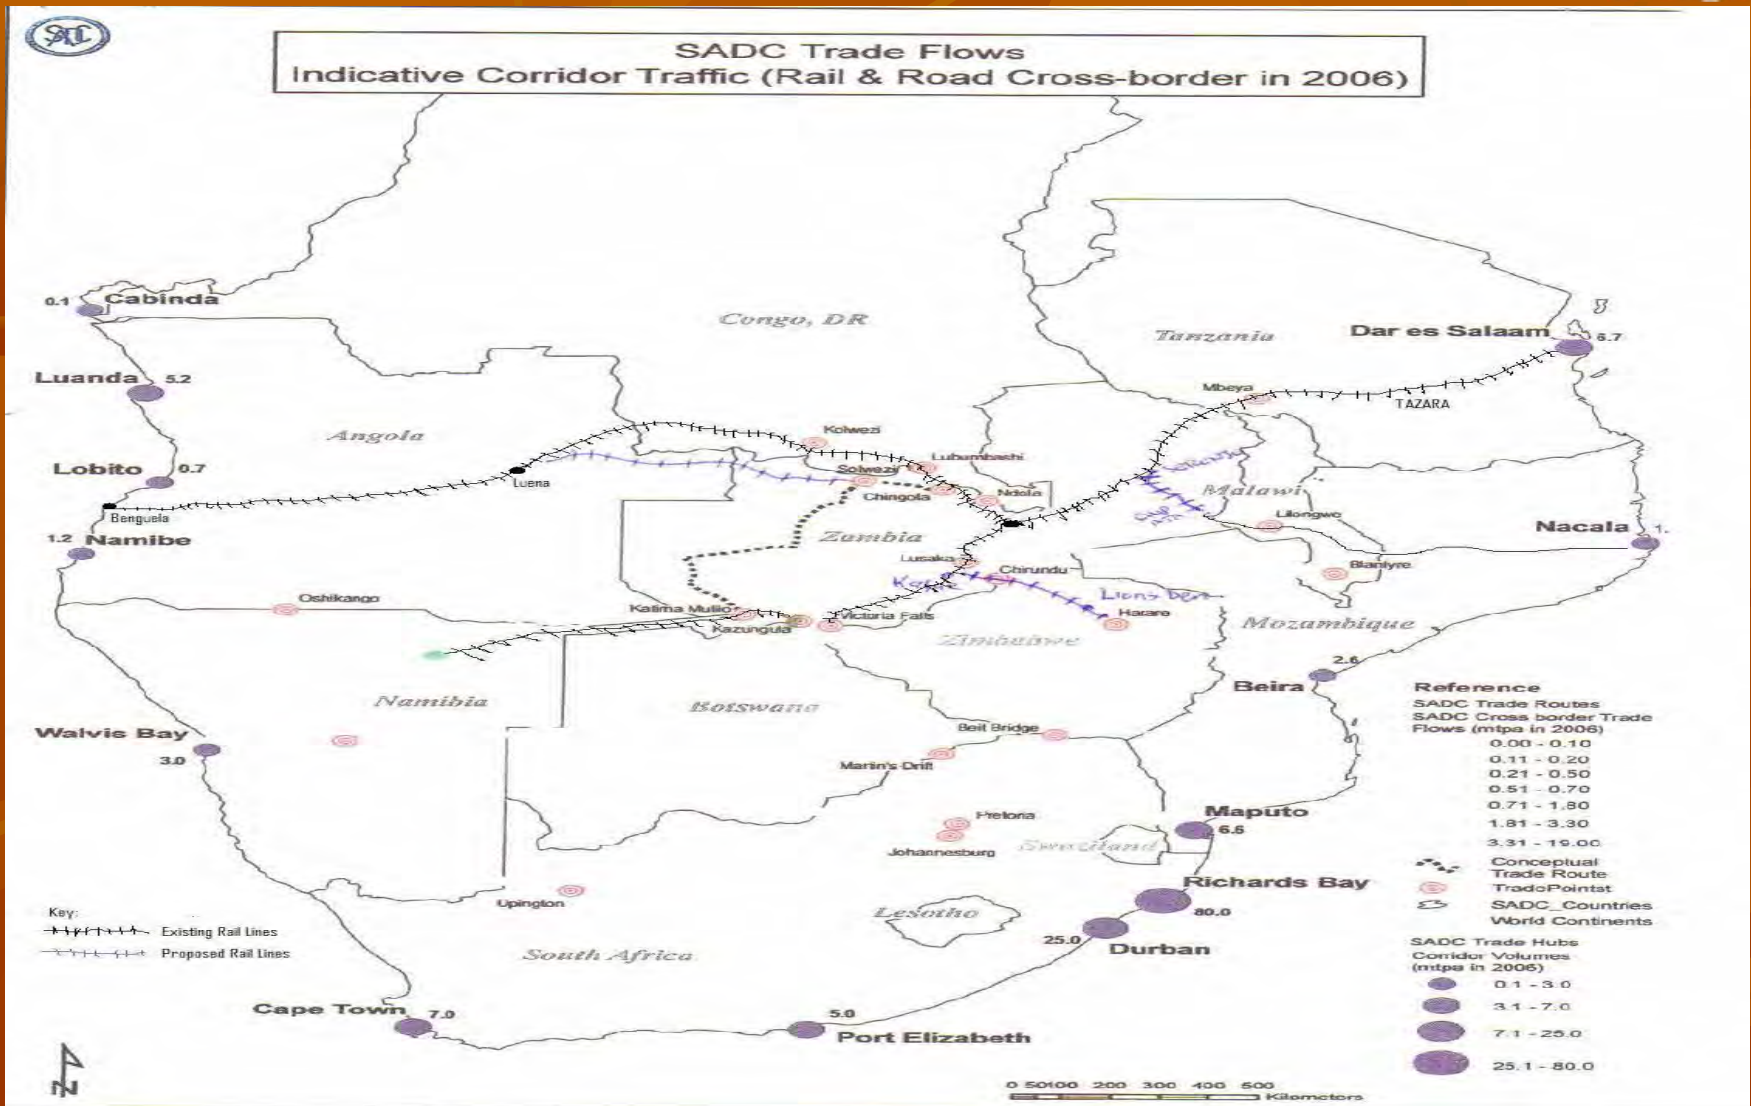 SADC
SADC Trade Flows
Indicative Corridor Traffic (Rail & Road Cross-border in 2006)
0.1
Cabinda
Congo, DR
Tanzania
Dar es Salaam
6.7
Luanda
5.2
Mbeya
TAZARA
Angola
Kolwezi
Lubumbashi
Lobito
0.7
Solwezi
Luena
Chingola
Ndola
Malawi
Benguela
Lilongwe
Nacala
1.
1.2
Namibe
Zambia
Lusaka
Chirundu
Blantyre
Lions Den
Oshikango
Katima Mulilo
Victoria Falls
Harare
Kazungula
Zimbabwe
Mozambique
2.6
Beira
Namibia
Botswana
Walvis Bay
3.0
Beit Bridge
Martin's Drift
Pretoria
Johannesburg
Swaziland
Maputo
6.6
Richards Bay
80.0
Upington
Lesotho
25.0
Durban
South Africa
Cape Town
7.0
5.0
Port Elizabeth
Key:
Existing Rail Lines
Proposed Rail Lines
Reference
SADC Trade Routes
SADC Cross border Trade
Flows (mtpa in 2006)
0.00 - 0.10
0.11 - 0.20
0.21 - 0.50
0.51 - 0.70
0.71 - 1.80
1.81 - 3.30
3.31 - 19.00
Conceptual
Trade Route
TradePointst
SADC_Countries
World Continents
SADC Trade Hubs
Corridor Volumes
(mtpa in 2006)
0.1 - 3.0
3.1 - 7.0
7.1 - 25.0
25.1 - 80.0
N
0 50100 200 300 400 500
Kilometers